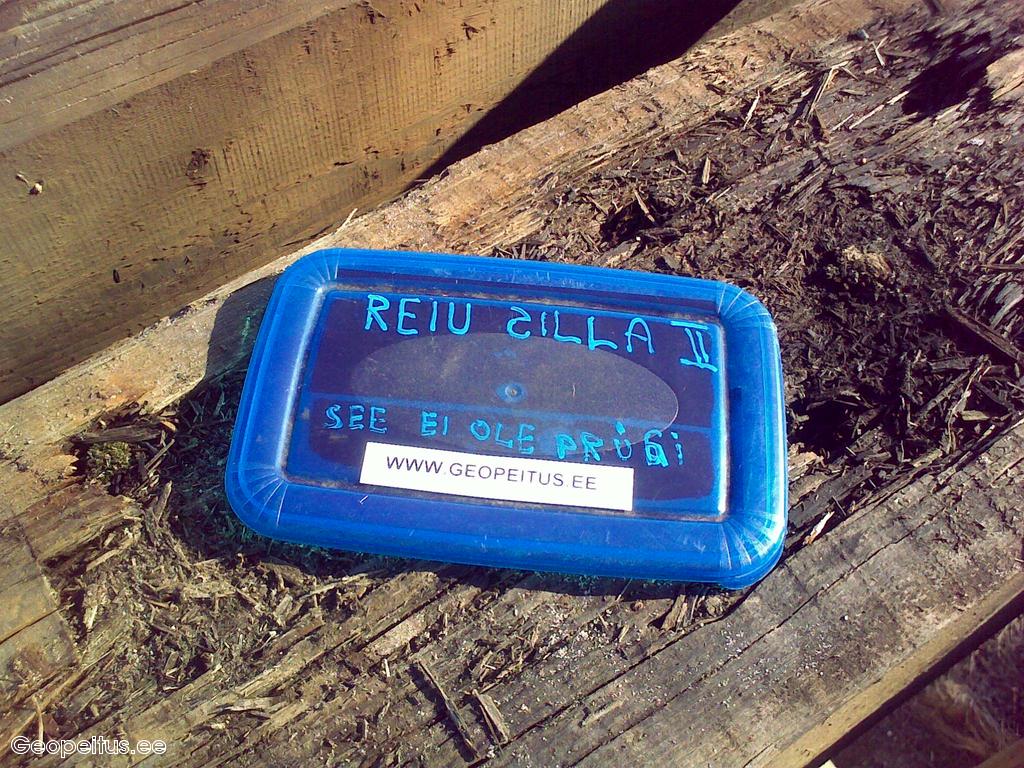 REIU SILLA II
SEE EI OLE PRÜGI
WWW.GEOPEITUS.EE
Geopeitus.ee